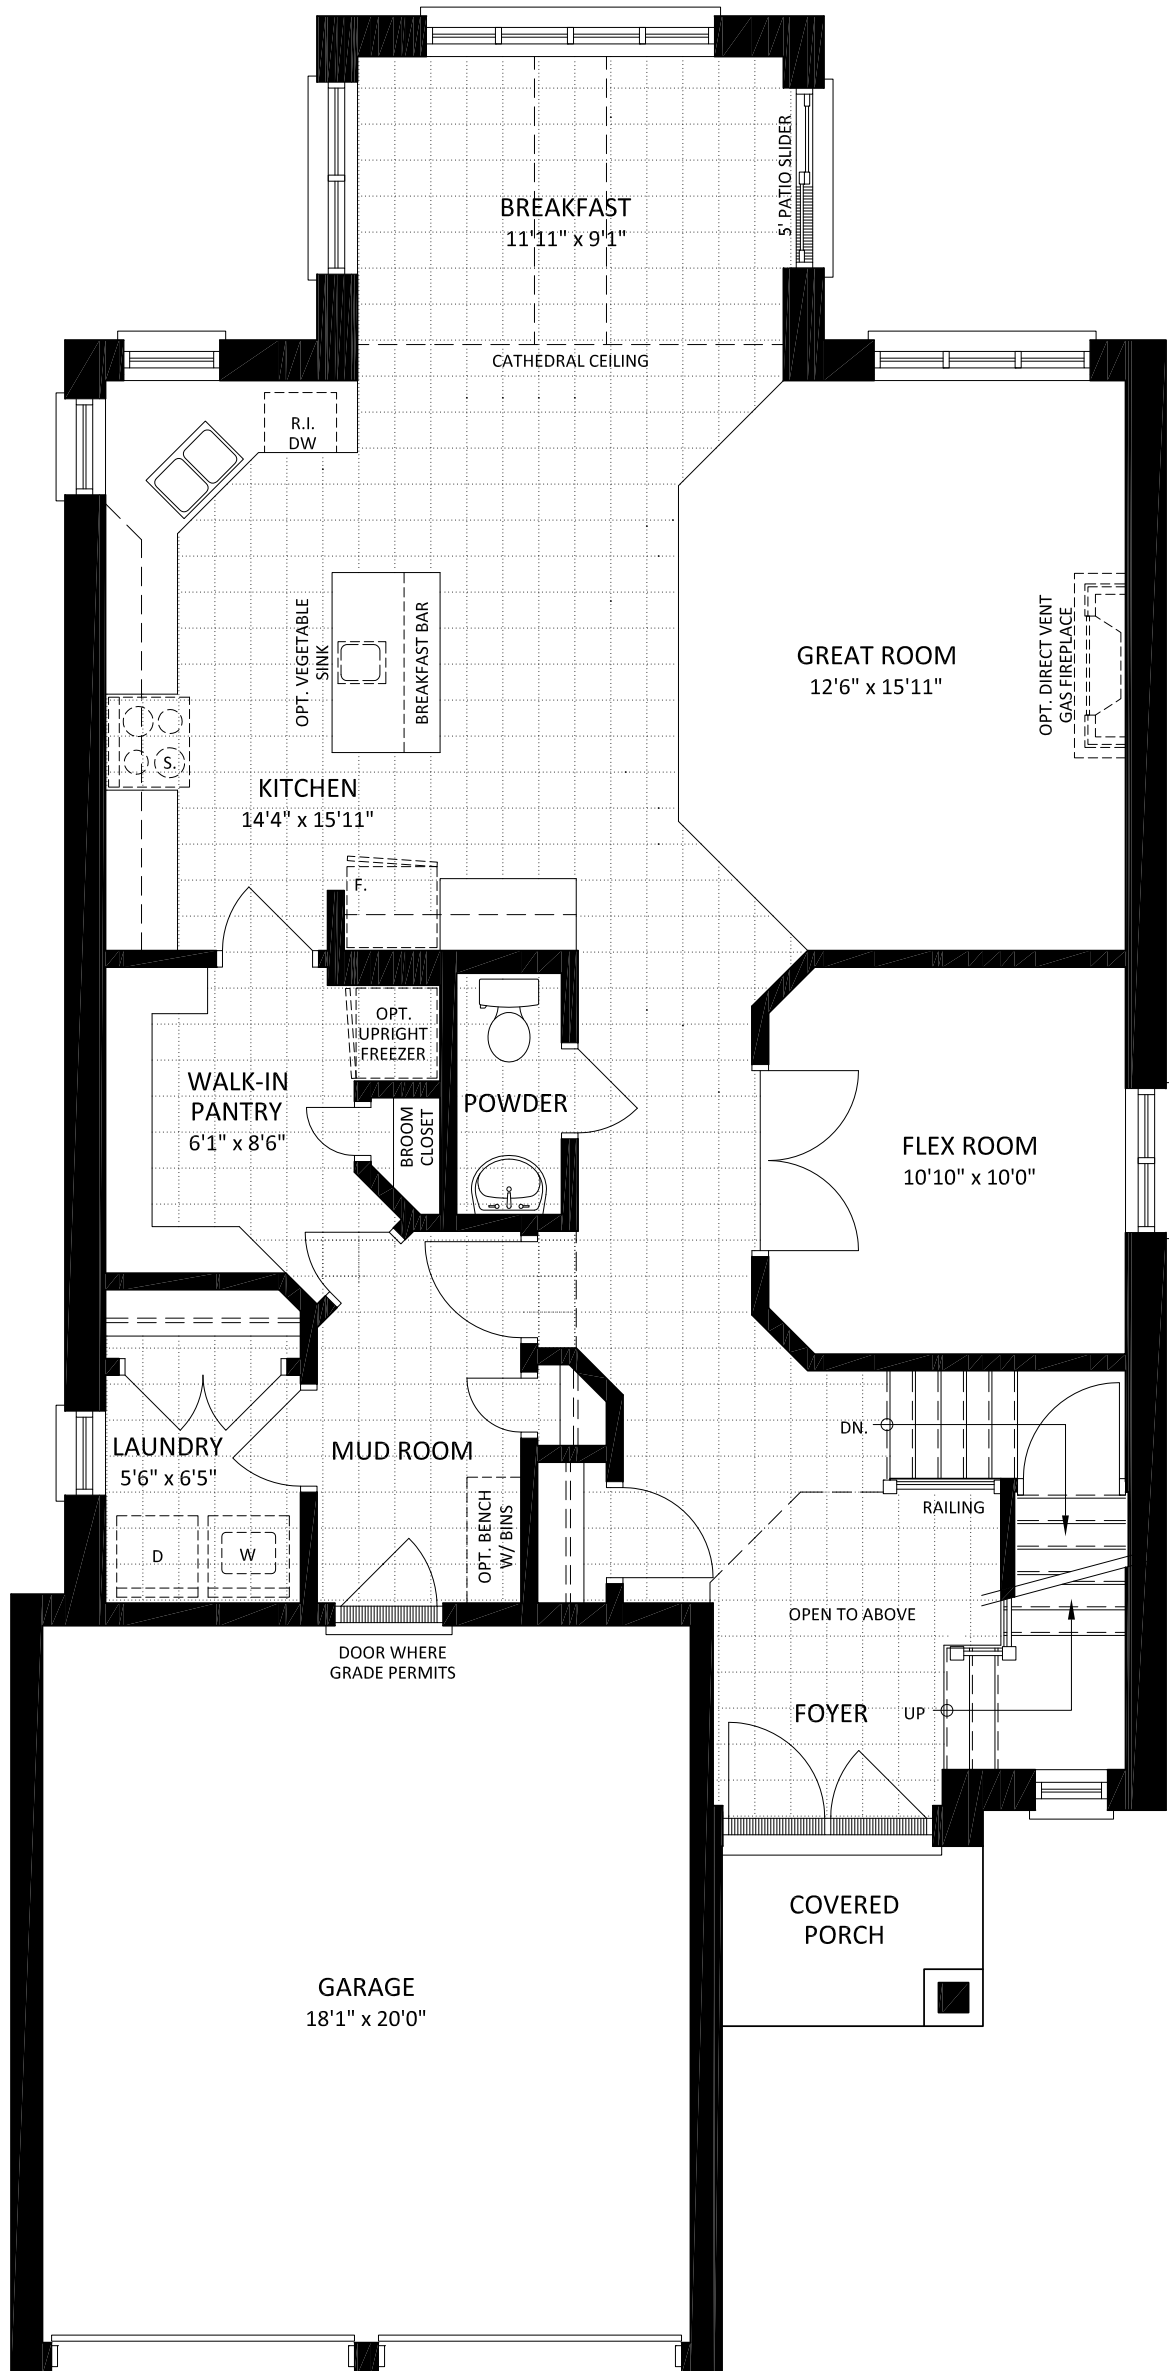 BREAKFAST
11'11" x 9'1"
5' PATIO SLIDER
CATHEDRAL CEILING
R.I.
DW
OPT. VEGETABLE
SINK
BREAKFAST BAR
GREAT ROOM
12'6" x 15'11"
OPT. DIRECT VENT
GAS FIREPLACE
S.
KITCHEN
14'4" x 15'11"
F.
OPT.
UPRIGHT
FREEZER
WALK-IN
PANTRY
6'1" x 8'6"
BROOM
CLOSET
POWDER
FLEX ROOM
10'10" x 10'0"
DN.
LAUNDRY
5'6" x 6'5"
MUD ROOM
RAILING
OPT. BENCH
W/ BINS
D
W
OPEN TO ABOVE
DOOR WHERE
GRADE PERMITS
FOYER
UP
COVERED
PORCH
GARAGE
18'1" x 20'0"